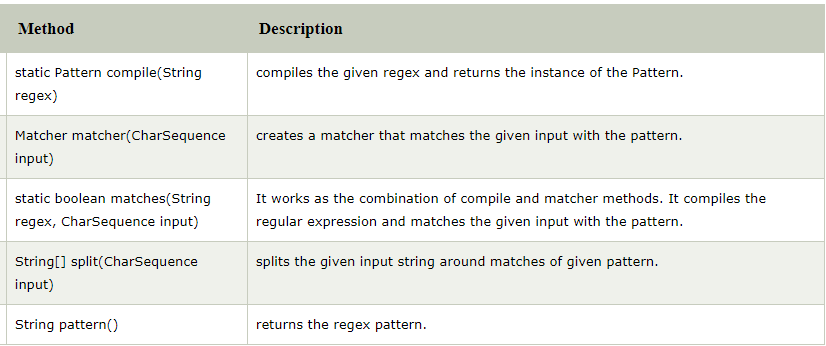 Method Description
static Pattern compile(String
regex)
compiles the given regex and returns the instance of the Pattern.
Matcher matcher(CharSequence
input)
creates a matcher that matches the given input with the pattern.
static boolean matches(String
regex, CharSequence input)
It works as the combination of compile and matcher methods. It compiles the
regular expression and matches the given input with the pattern.
String[] split(CharSequence
input)
splits the given input string around matches of given pattern.
String pattern()
returns the regex pattern.